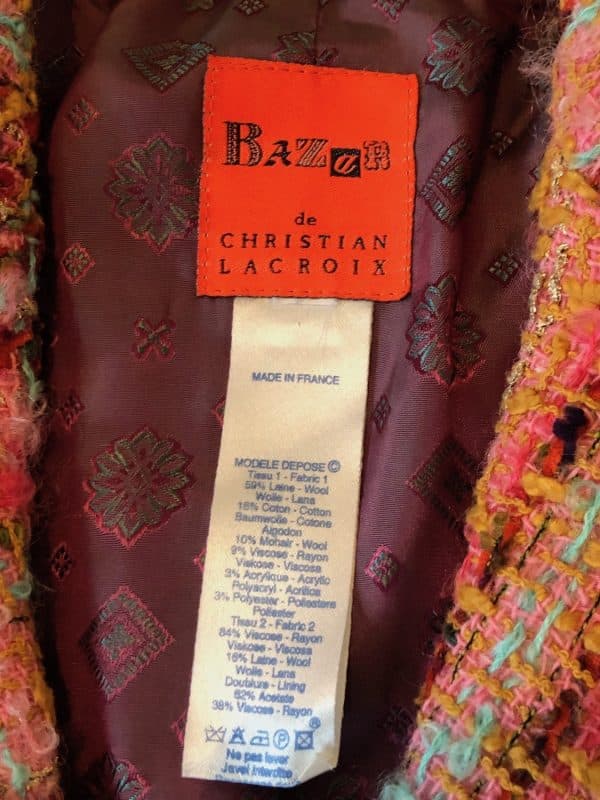 BAZaR
de
CHRISTIAN
LACROIX
MADE IN FRANCE
MODELE DEPOSE ©
Tissu 1 - Fabric 1
59% Laine - Wool
Wolle - Lana
16% Coton - Cotton
Baumwolle - Cotone
Algodon
10% Mohair - Wool
9% Viscose - Rayon
Viskose - Viscosa
3% Acrylique - Acrylic
Polyacryl - Acrilica
3% Polyester - Poliestere
Poliester
Tissu 2 - Fabric 2
84% Viscose - Rayon
Viskose - Viscosa
16% Laine - Wool
Wolle - Lana
Doublure - Lining
62% Acetate
38% Viscose - Rayon
®
Ne pas laver
Javel interdite